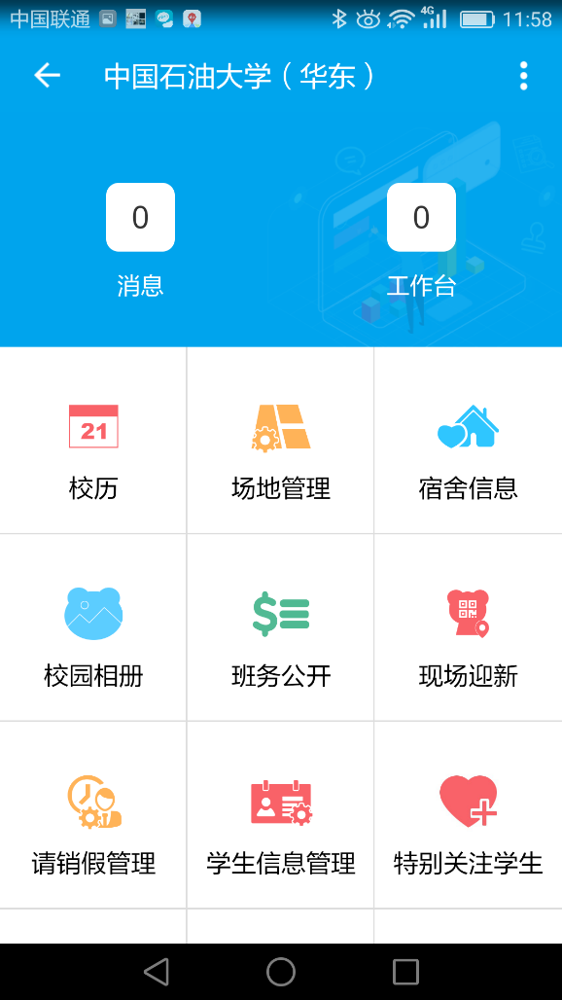 中国联通 4G 11:58
中国石油大学（华东）
0 0
消息 工作台
21
校历 场地管理 宿舍信息
校园相册 班务公开 现场迎新
请销假管理 学生信息管理 特别关注学生